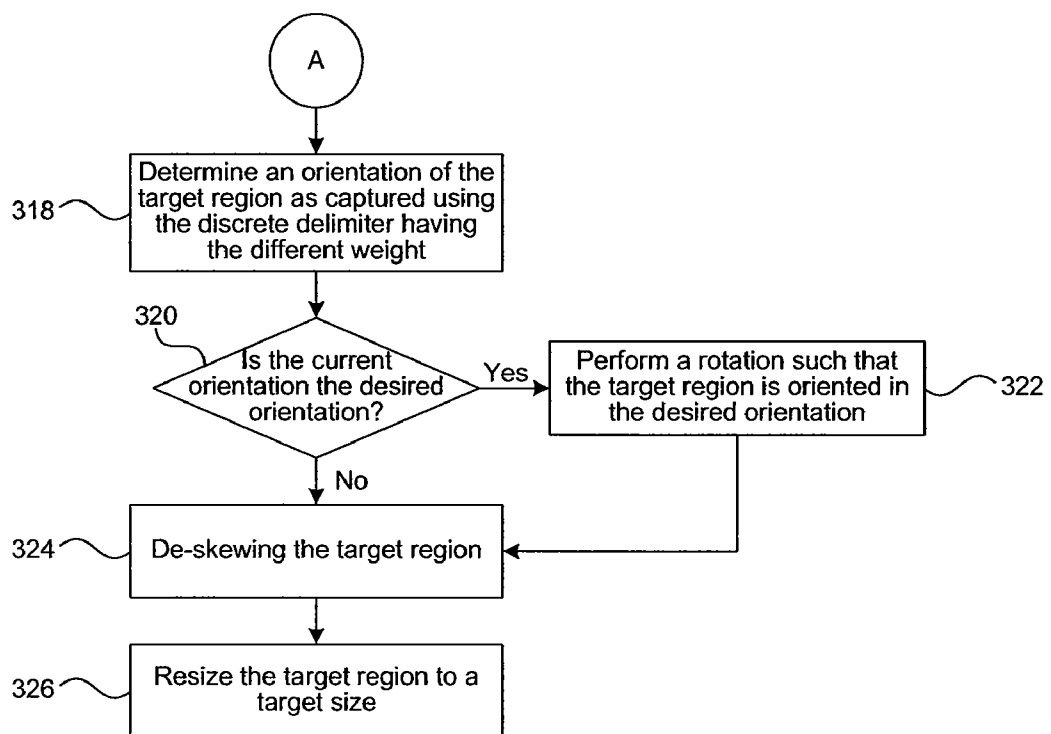 A
Determine an orientation of the
target region as captured using
the discrete delimiter having
the different weight
318
320
Is the current
orientation the desired
orientation?
Yes
Perform a rotation such that
the target region is oriented in
the desired orientation
322
No
324
De-skewing the target region
326
Resize the target region to a
target size